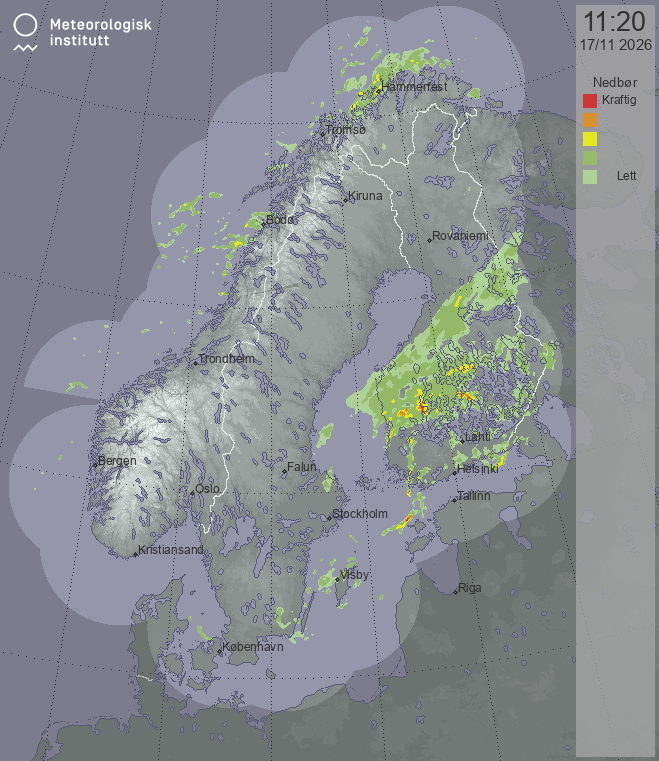 Meteorologisk
institutt
11:20
17/11 2026
Nedbør
Kraftig
Lett
Hammerfest
Tromsø
Kiruna
Bodø
Rovaniemi
Trondheim
Lahti
Bergen
Falun
Helsinki
Oslo
Tallinn
Stockholm
Kristiansand
Visby
Riga
København